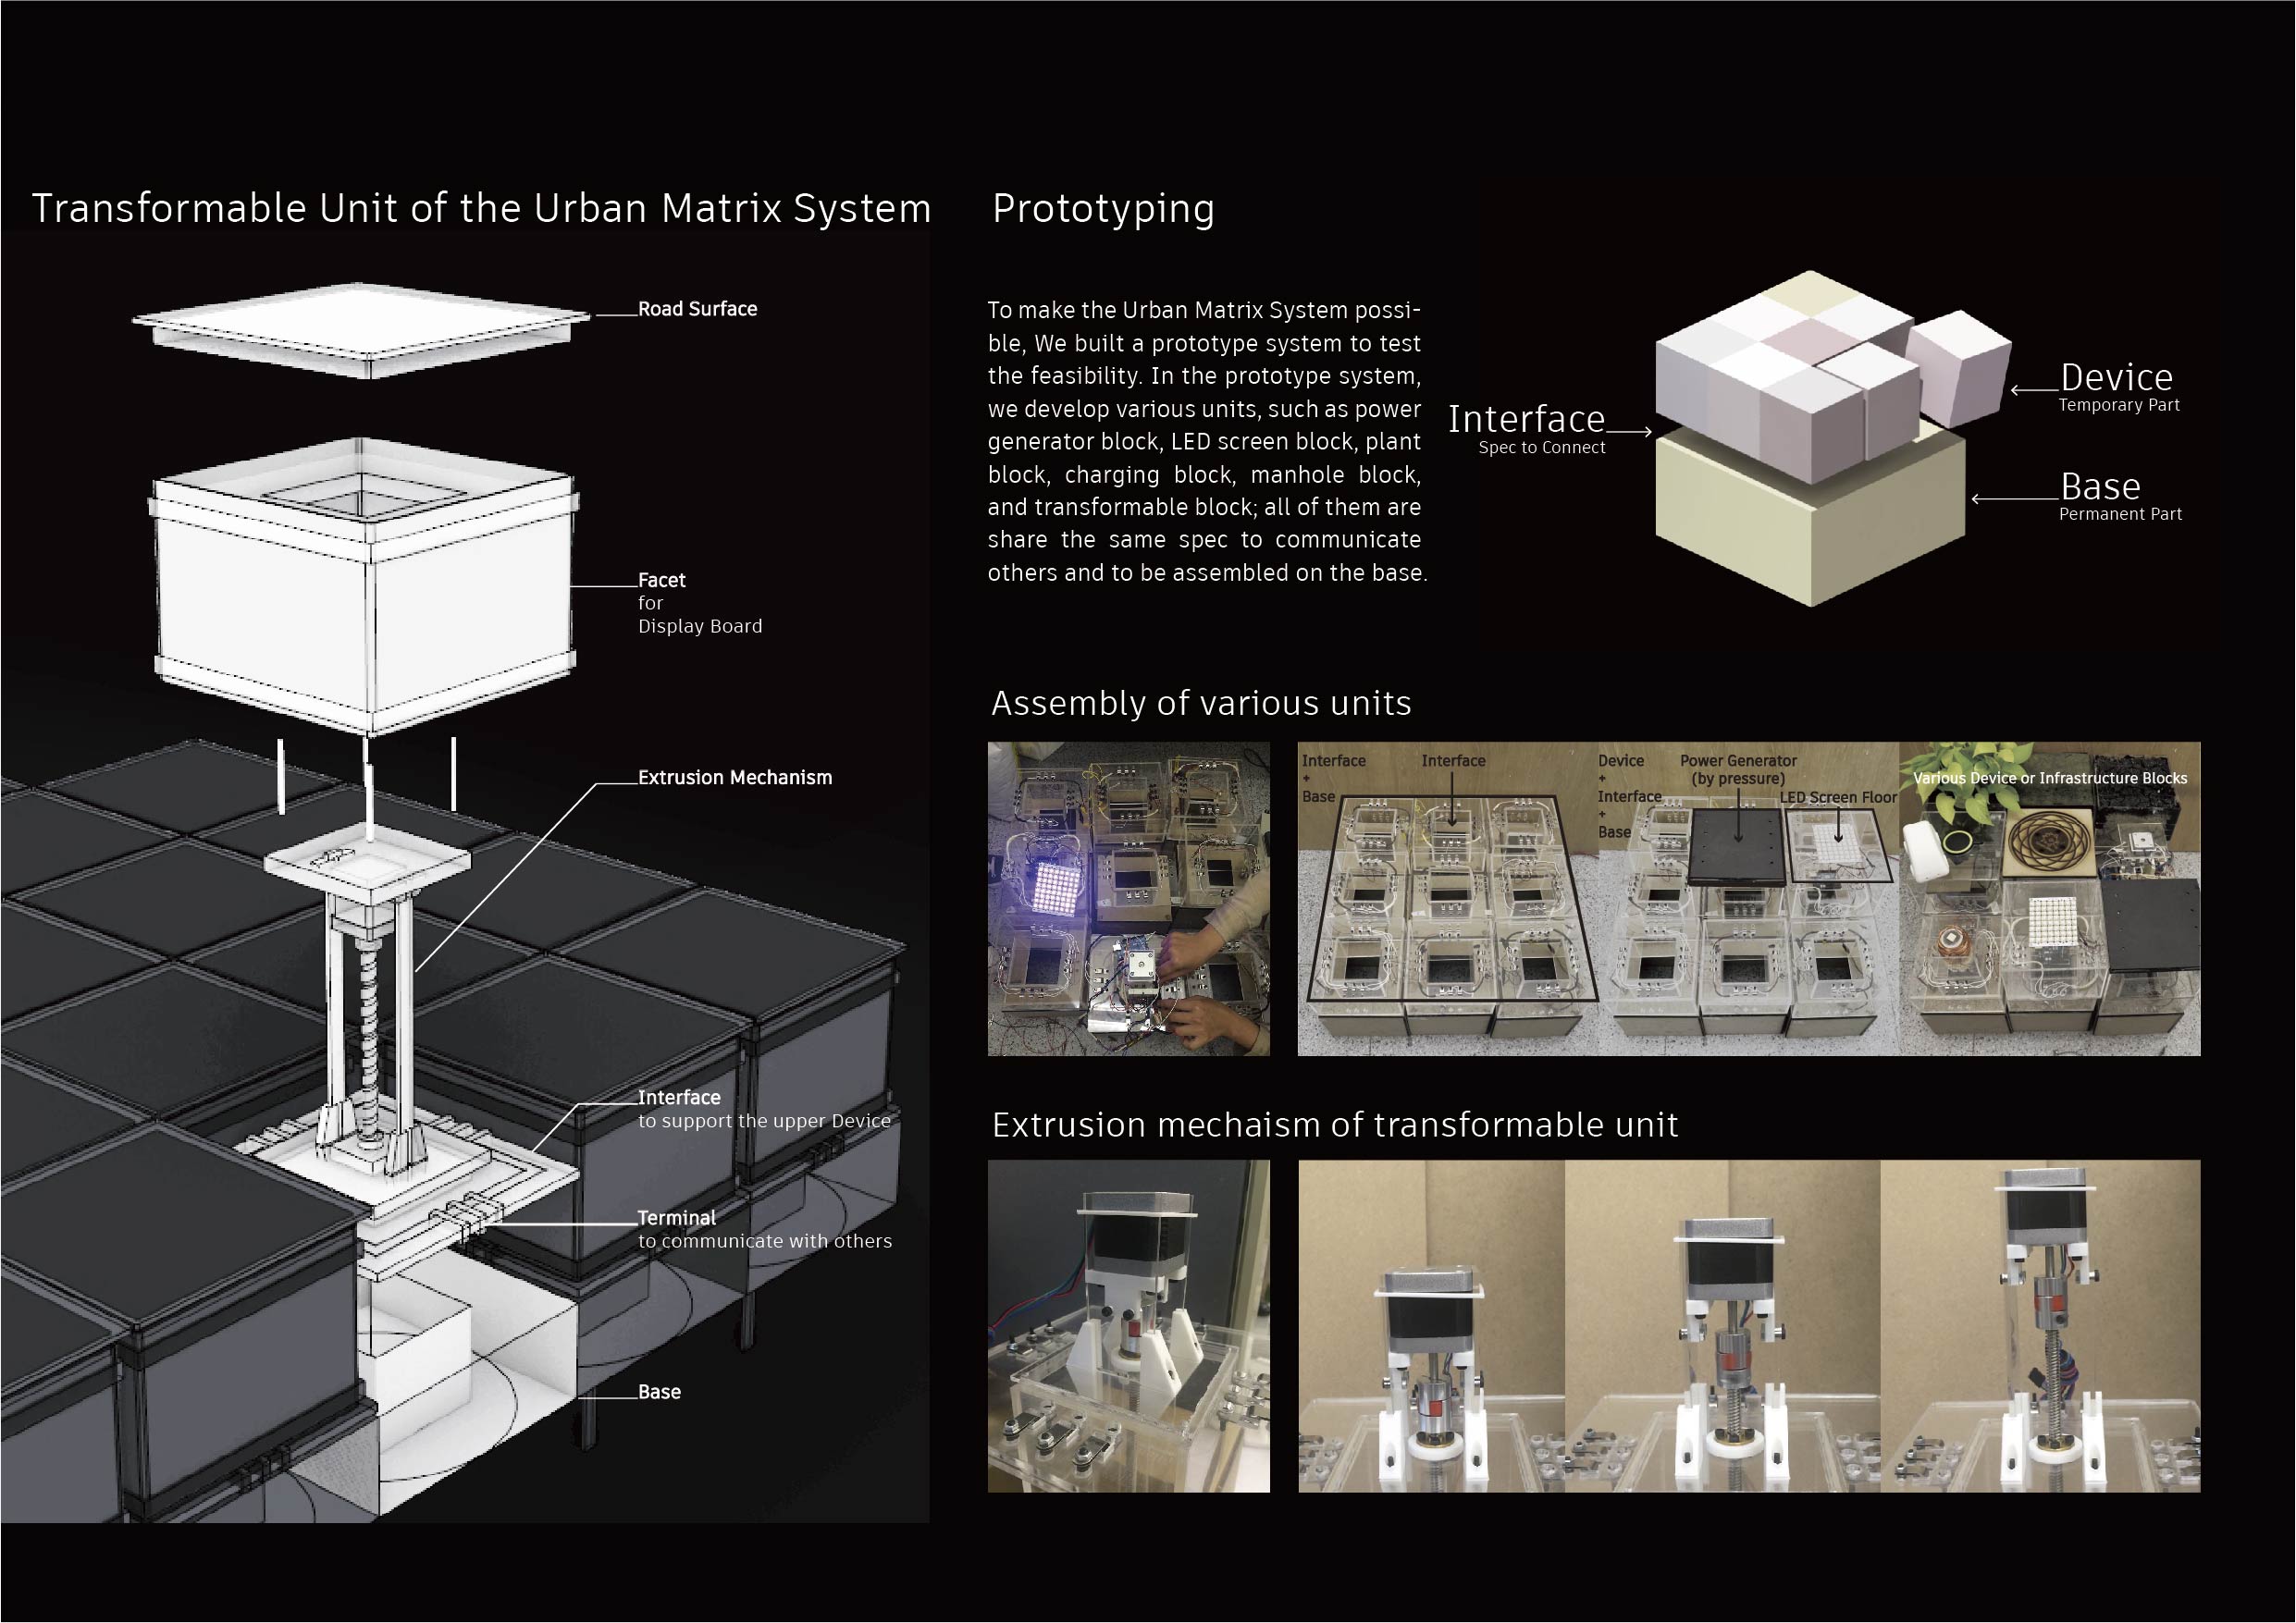 Transformable Unit of the Urban Matrix System
Road Surface
Facet
for
Display Board
Extrusion Mechanism
Interface
to support the upper Device
Terminal
to communicate with others
Base
Prototyping
To make the Urban Matrix System possi-
ble, We built a prototype system to test
the feasibility. In the prototype system,
we develop various units, such as power
generator block, LED screen block, plant
block, charging block, manhole block,
and transformable block; all of them are
share the same spec to communicate
others and to be assembled on the base.
Interface
Spec to Connect
Device
Temporary Part
Base
Permanent Part
Assembly of various units
Interface
+
Base
Interface
Device
+
Interface
+
Base
Power Generator
(by pressure)
LED Screen Floor
Various Device or Infrastructure Blocks
Extrusion mechaism of transformable unit